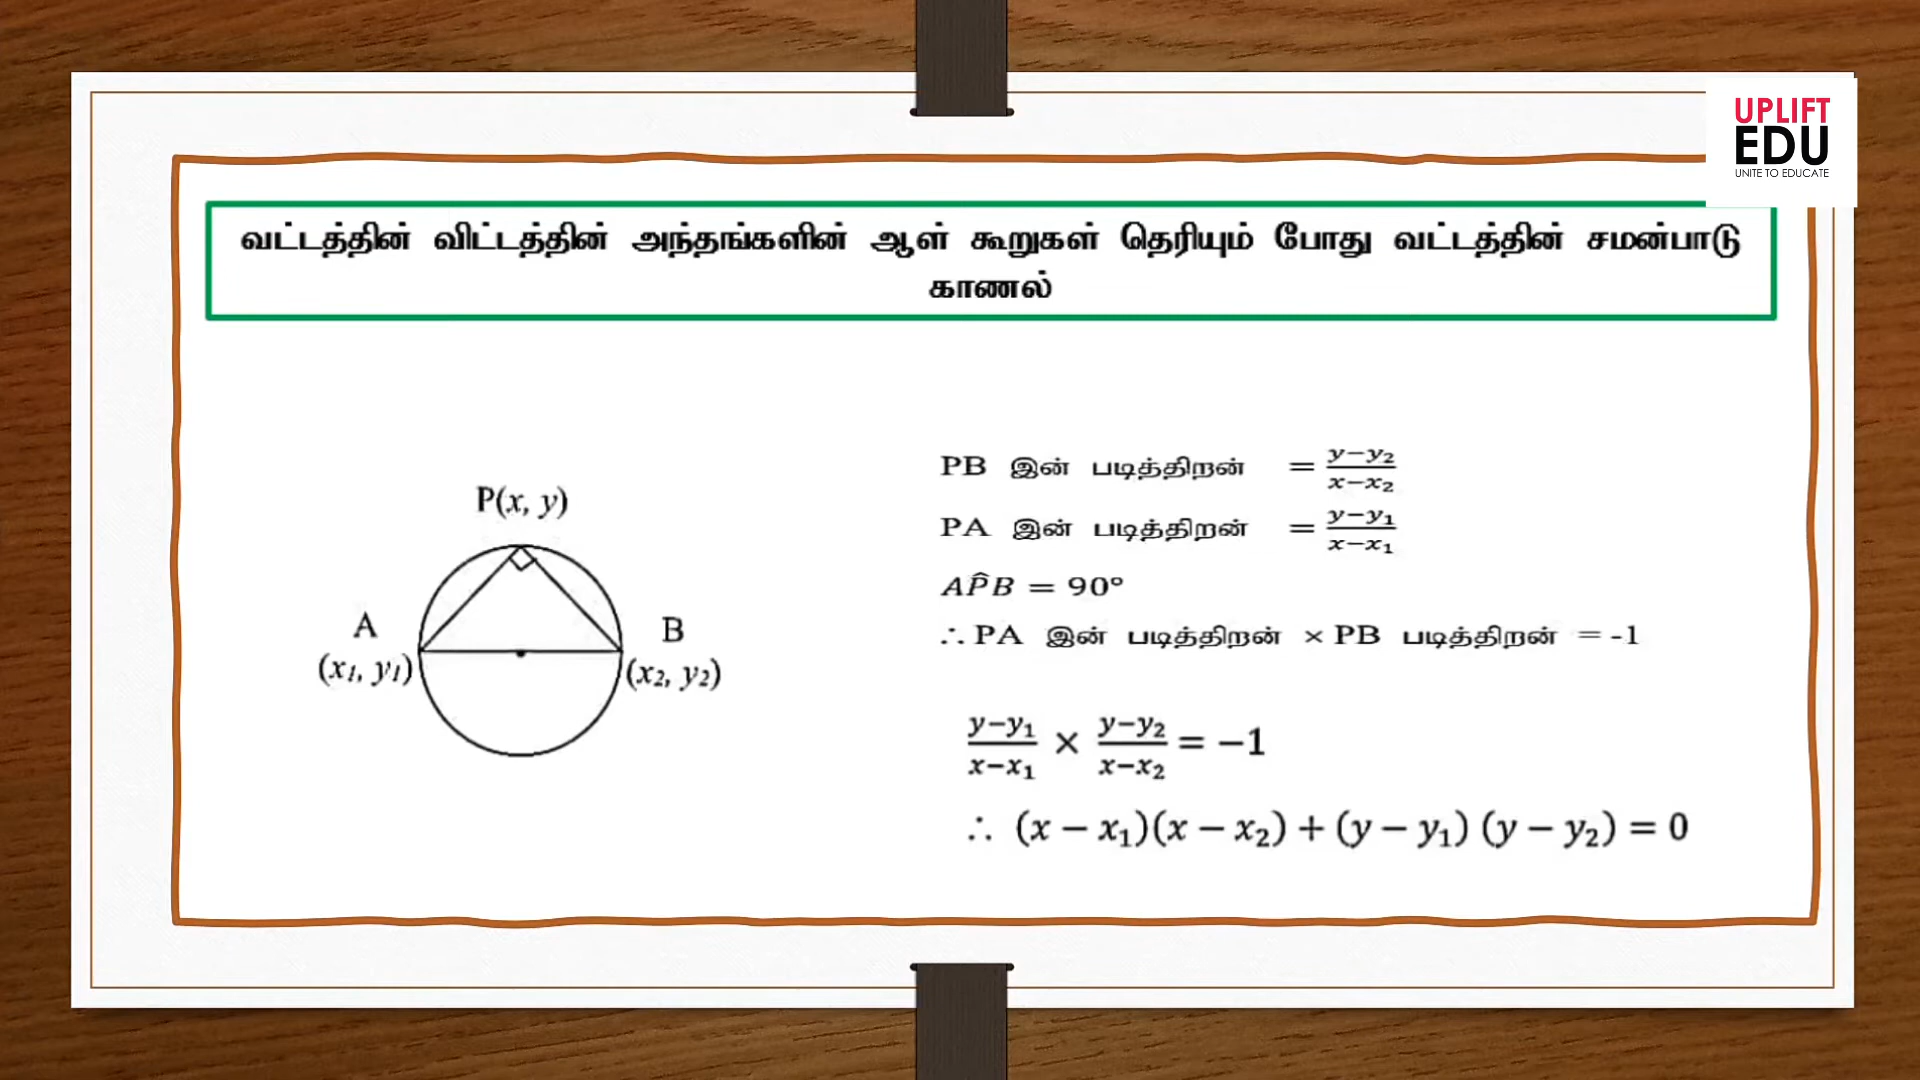 UPLIFT
EDU
UNITE TO EDUCATE
வட்டத்தின் விட்டத்தின் அந்தங்களின் ஆள் கூறுகள் தெரியும் போது வட்டத்தின் சமன்பாடு
காணல்
P(x, y)
A
(x₁, y₁)
B
(x₂, y₂)
PB இன் படித்திறன் = (y−y₂)/(x−x₂)
PA இன் படித்திறன் = (y−y₁)/(x−x₁)
AP̂B = 90°
∴ PA இன் படித்திறன் × PB படித்திறன் = -1
(y−y₁)/(x−x₁) × (y−y₂)/(x−x₂) = −1
∴ (x − x₁)(x − x₂) + (y − y₁) (y − y₂) = 0